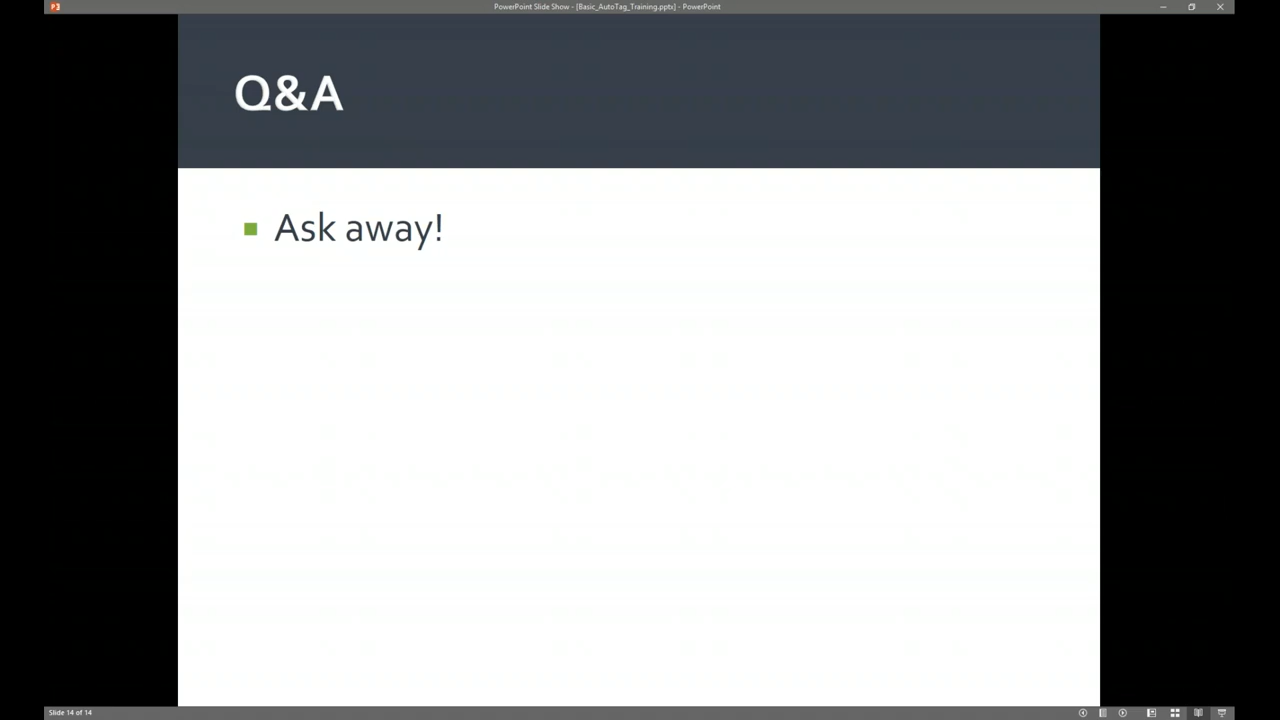 PowerPoint Slide Show - [Basic_AutoTag_Training.pptx] - PowerPoint
Q&A
Ask away!
Slide 14 of 14